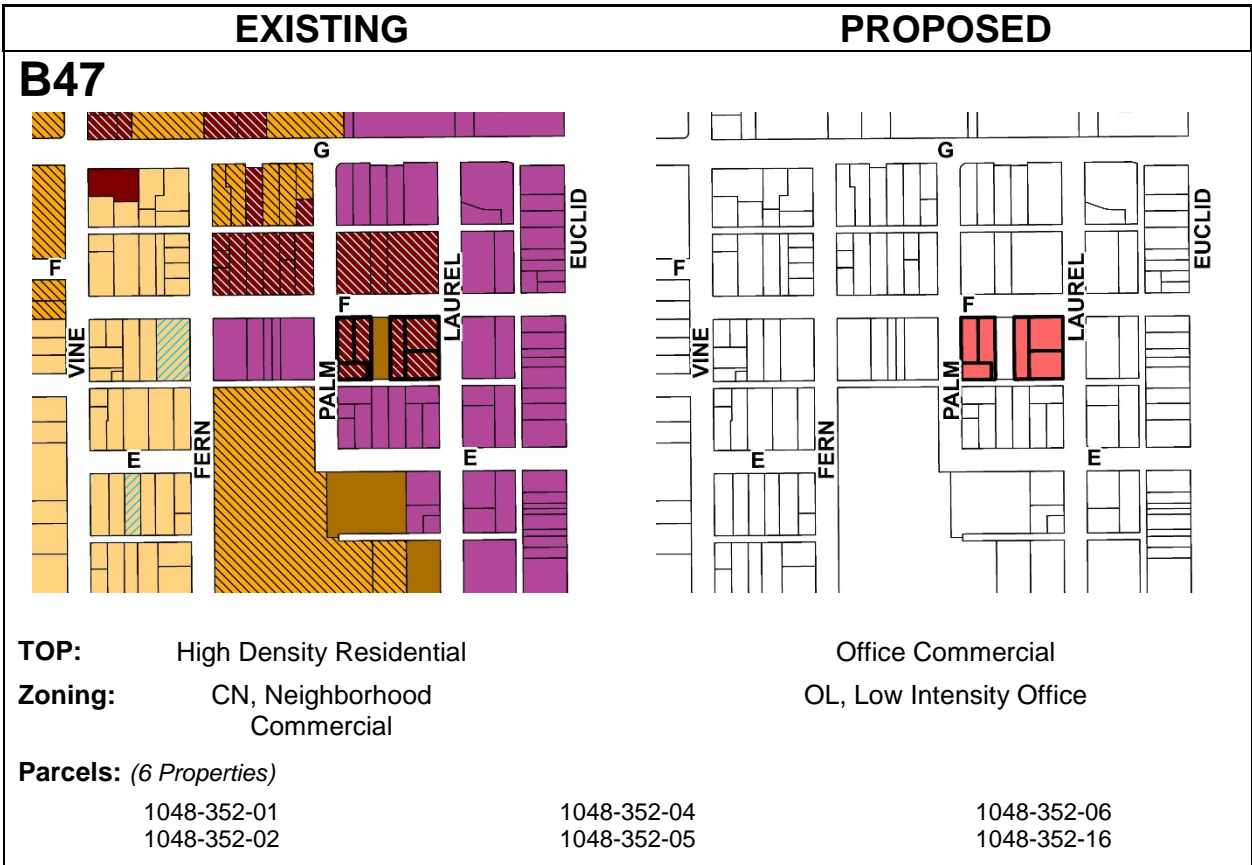 EXISTING
PROPOSED
B47
G
EUCLID
F
F
LAUREL
VINE
PALM
FERN
E
E
G
EUCLID
F
LAUREL
F
VINE
PALM
FERN
E
E
TOP: High Density Residential
Office Commercial
Zoning: CN, Neighborhood
Commercial
OL, Low Intensity Office
Parcels: (6 Properties)
1048-352-01 1048-352-04 1048-352-06
1048-352-02 1048-352-05 1048-352-16